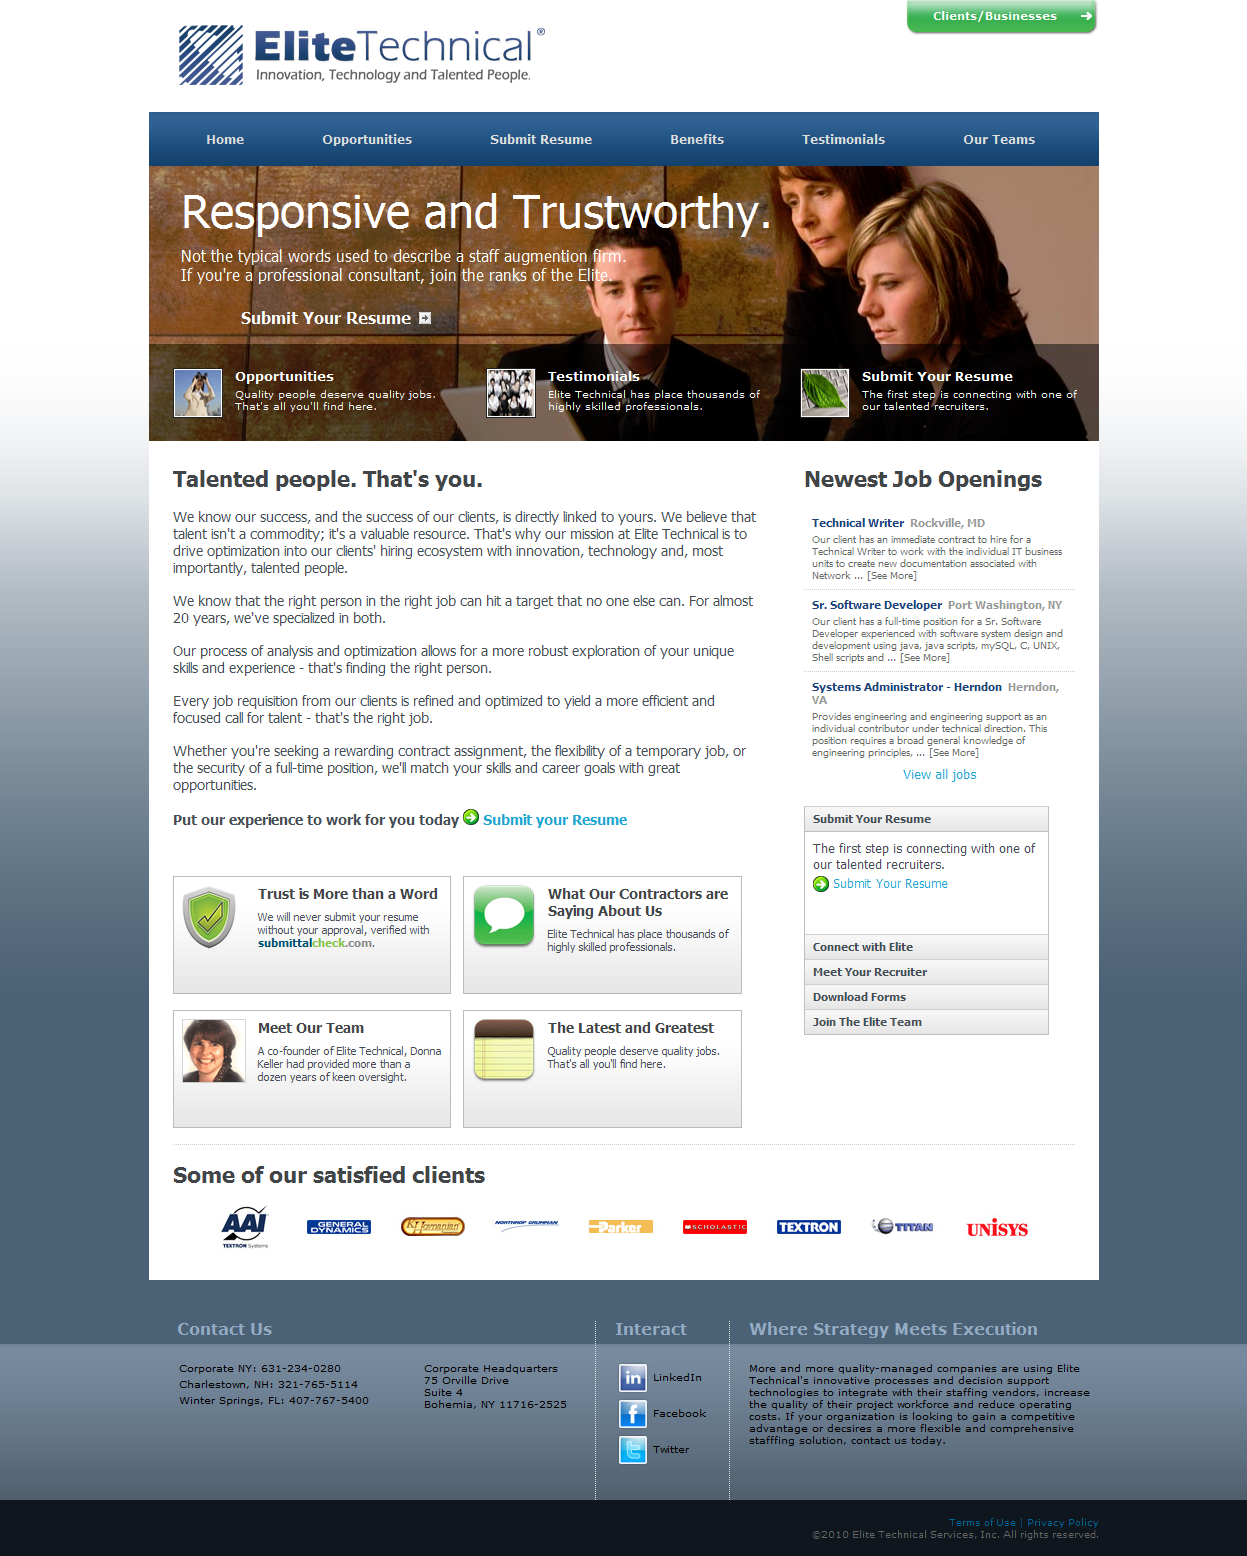 Clients/Businesses
EliteTechnical®
Innovation, Technology and Talented People.
Home Opportunities Submit Resume Benefits Testimonials Our Teams
Responsive and Trustworthy.
Not the typical words used to describe a staff augmention firm.
If you're a professional consultant, join the ranks of the Elite.
Submit Your Resume
Opportunities
Quality people deserve quality jobs.
That's all you'll find here.
Testimonials
Elite Technical has place thousands of
highly skilled professionals.
Submit Your Resume
The first step is connecting with one of
our talented recruiters.
Talented people. That's you.
We know our success, and the success of our clients, is directly linked to yours. We believe that
talent isn't a commodity; it's a valuable resource. That's why our mission at Elite Technical is to
drive optimization into our clients' hiring ecosystem with innovation, technology and, most
importantly, talented people.
We know that the right person in the right job can hit a target that no one else can. For almost
20 years, we've specialized in both.
Our process of analysis and optimization allows for a more robust exploration of your unique
skills and experience - that's finding the right person.
Every job requisition from our clients is refined and optimized to yield a more efficient and
focused call for talent - that's the right job.
Whether you're seeking a rewarding contract assignment, the flexibility of a temporary job, or
the security of a full-time position, we'll match your skills and career goals with great
opportunities.
Put our experience to work for you today Submit your Resume
Trust is More than a Word
We will never submit your resume
without your approval, verified with
submittalcheck.com.
What Our Contractors are
Saying About Us
Elite Technical has place thousands of
highly skilled professionals.
Meet Our Team
A co-founder of Elite Technical, Donna
Keller had provided more than a
dozen years of keen oversight.
The Latest and Greatest
Quality people deserve quality jobs.
That's all you'll find here.
Newest Job Openings
Technical Writer Rockville, MD
Our client has an immediate contract to hire for a
Technical Writer to work with the individual IT business
units to create new documentation associated with
Network ... [See More]
Sr. Software Developer Port Washington, NY
Our client has a full-time position for a Sr. Software
Developer experienced with software system design and
development using java, java scripts, mySQL, C, UNIX,
Shell scripts and ... [See More]
Systems Administrator - Herndon Herndon,
VA
Provides engineering and engineering support as an
individual contributor under technical direction. This
position requires a broad general knowledge of
engineering principles, ... [See More]
View all jobs
Submit Your Resume
The first step is connecting with one of
our talented recruiters.
Submit Your Resume
Connect with Elite
Meet Your Recruiter
Download Forms
Join The Elite Team
Some of our satisfied clients
AAI
TEXTRON Systems
GENERAL
DYNAMICS
K. Hovnanian
NORTHROP GRUMMAN
Parker
SCHOLASTIC
TEXTRON
TITAN
UNISYS
Contact Us
Corporate NY: 631-234-0280
Charlestown, NH: 321-765-5114
Winter Springs, FL: 407-767-5400
Corporate Headquarters
75 Orville Drive
Suite 4
Bohemia, NY 11716-2525
Interact
in LinkedIn
f Facebook
t Twitter
Where Strategy Meets Execution
More and more quality-managed companies are using Elite
Technical's innovative processes and decision support
technologies to integrate with their staffing vendors, increase
the quality of their project workforce and reduce operating
costs. If your organization is looking to gain a competitive
advantage or decsires a more flexible and comprehensive
stafffing solution, contact us today.
Terms of Use | Privacy Policy
©2010 Elite Technical Services, Inc. All rights reserved.